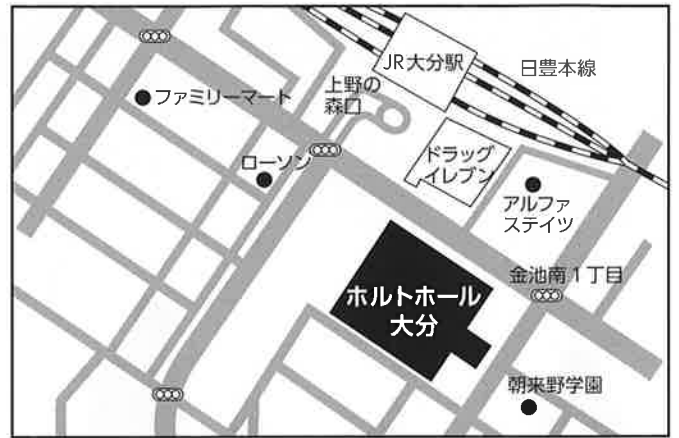 JR大分駅
日豊本線
上野の
森口
ファミリーマート
ローソン
ドラッグ
イレブン
アルファ
ステイツ
金池南1丁目
ホルトホール
大分
朝来野学園